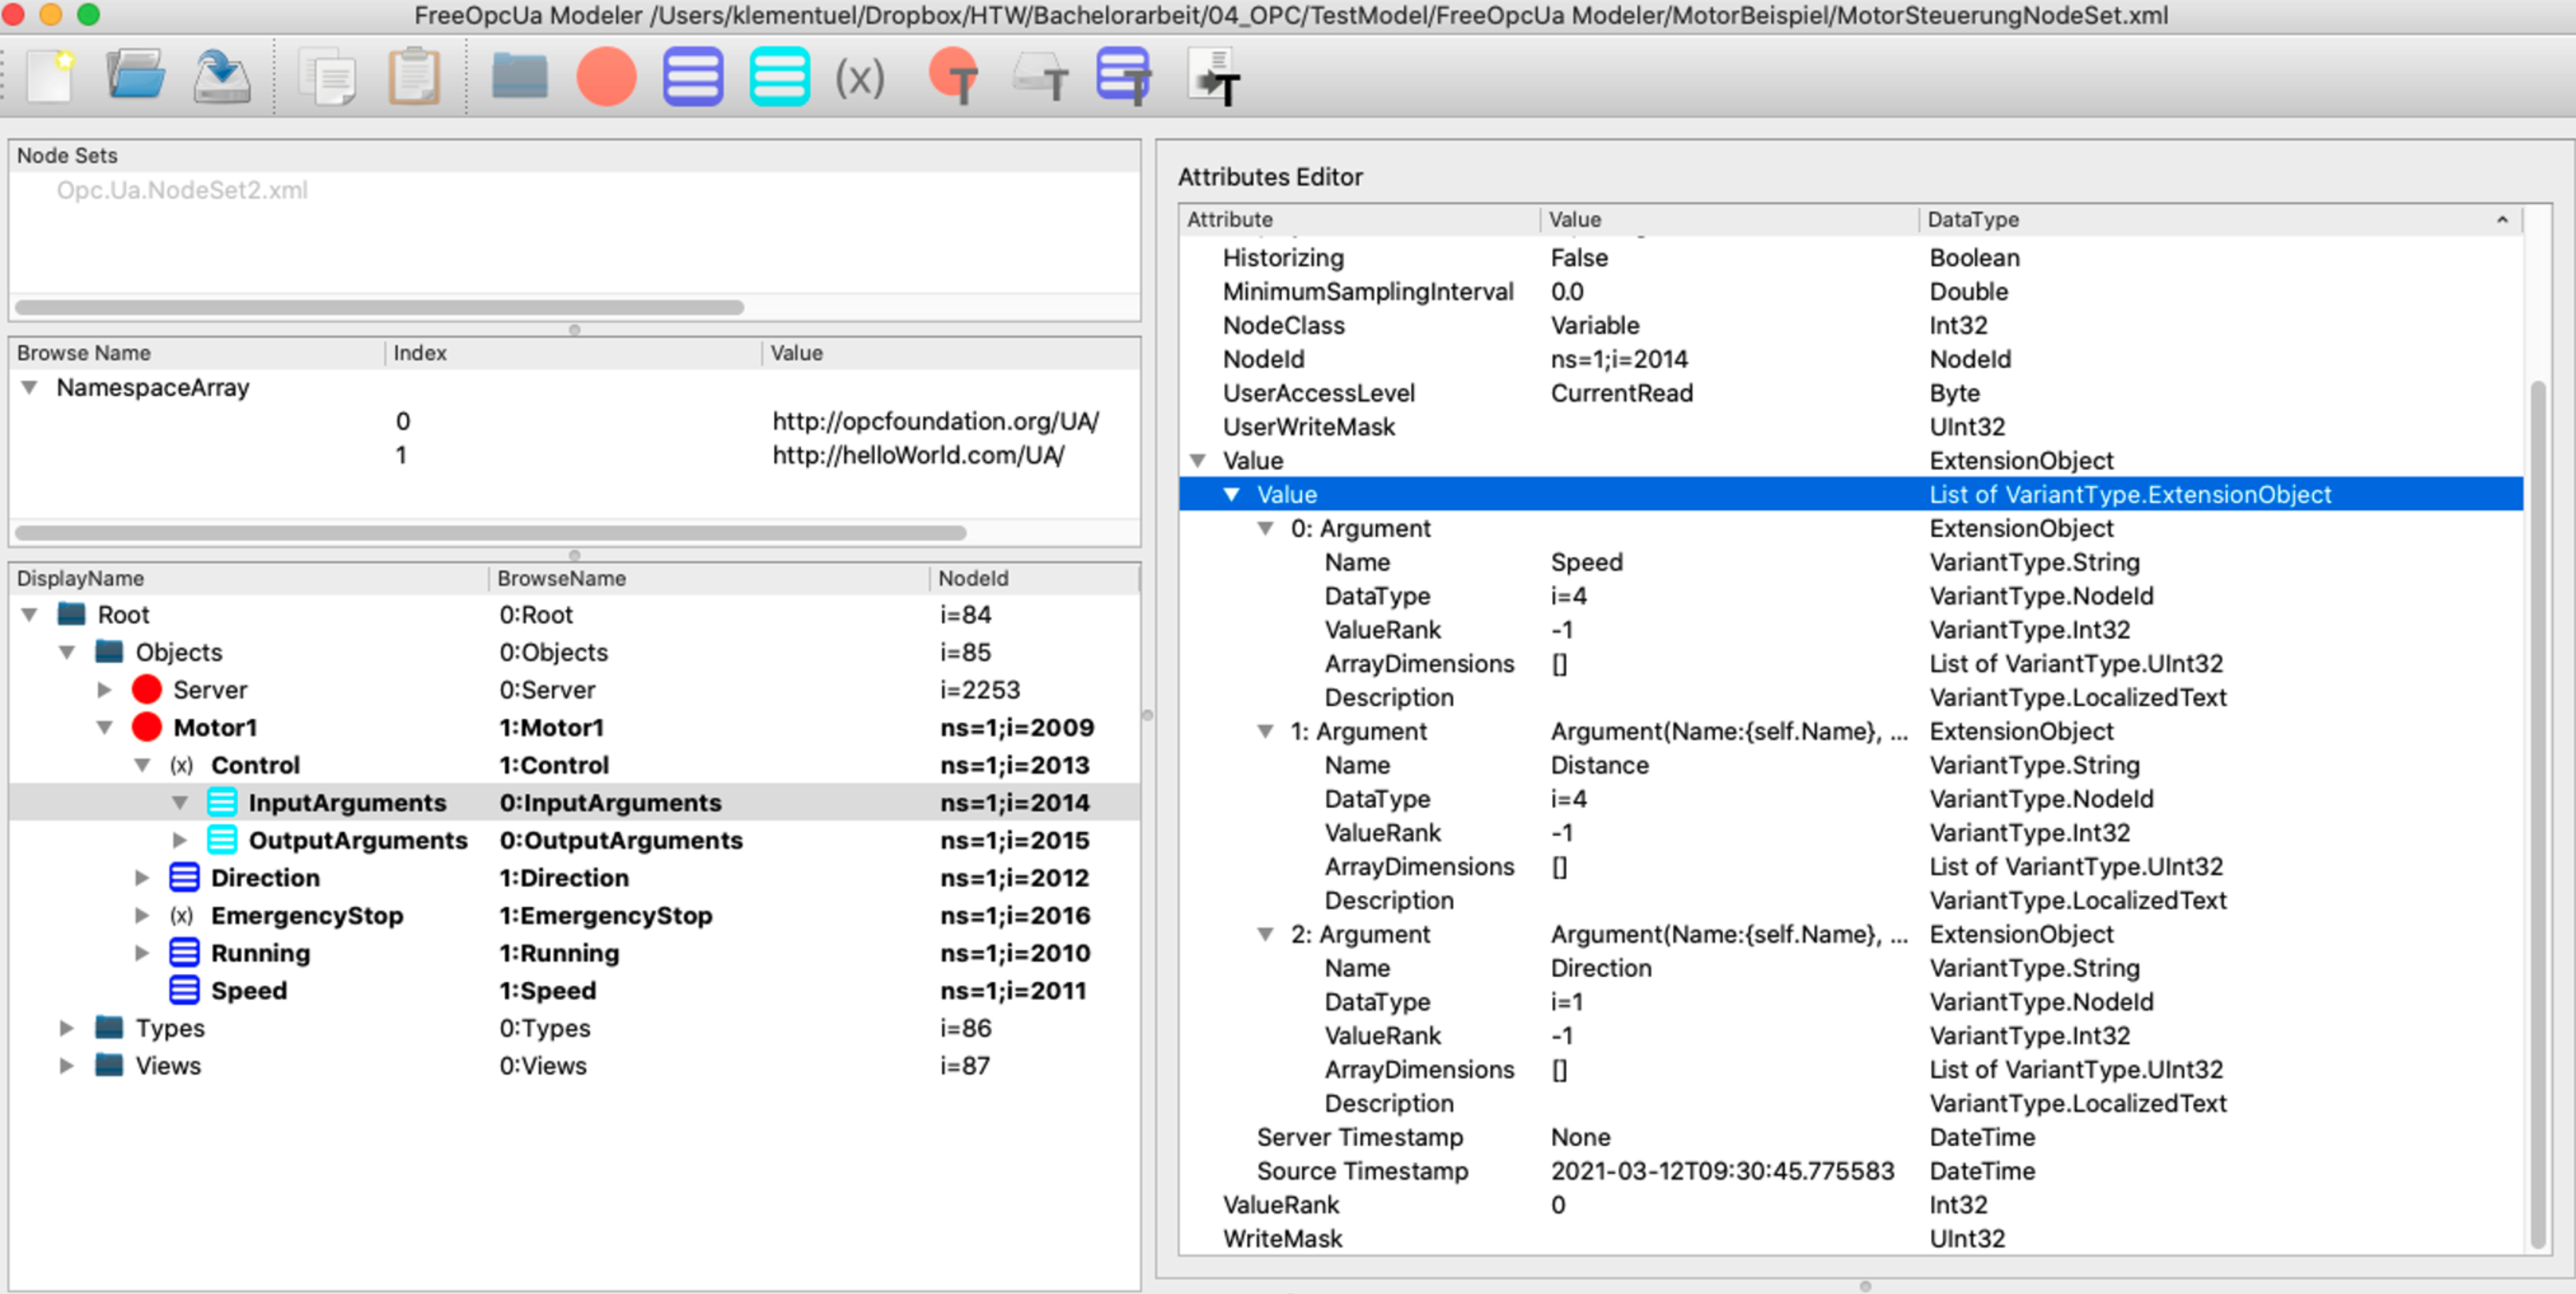 FreeOpcUa Modeler /Users/klementuel/Dropbox/HTW/Bachelorarbeit/04_OPC/TestModel/FreeOpcUa Modeler/MotorBeispiel/MotorSteuerungNodeSet.xml
(x) T T T T
Node Sets
Opc.Ua.NodeSet2.xml
Browse Name Index Value
NamespaceArray
0 http://opcfoundation.org/UA/
1 http://helloWorld.com/UA/
DisplayName BrowseName NodeId
Root 0:Root i=84
Objects 0:Objects i=85
Server 0:Server i=2253
Motor1 1:Motor1 ns=1;i=2009
(x) Control 1:Control ns=1;i=2013
InputArguments 0:InputArguments ns=1;i=2014
OutputArguments 0:OutputArguments ns=1;i=2015
Direction 1:Direction ns=1;i=2012
(x) EmergencyStop 1:EmergencyStop ns=1;i=2016
Running 1:Running ns=1;i=2010
Speed 1:Speed ns=1;i=2011
Types 0:Types i=86
Views 0:Views i=87
Attributes Editor
Attribute Value DataType
Historizing False Boolean
MinimumSamplingInterval 0.0 Double
NodeClass Variable Int32
NodeId ns=1;i=2014 NodeId
UserAccessLevel CurrentRead Byte
UserWriteMask UInt32
Value ExtensionObject
Value List of VariantType.ExtensionObject
0: Argument ExtensionObject
Name Speed VariantType.String
DataType i=4 VariantType.NodeId
ValueRank -1 VariantType.Int32
ArrayDimensions [] List of VariantType.UInt32
Description VariantType.LocalizedText
1: Argument Argument(Name:{self.Name}, ... ExtensionObject
Name Distance VariantType.String
DataType i=4 VariantType.NodeId
ValueRank -1 VariantType.Int32
ArrayDimensions [] List of VariantType.UInt32
Description VariantType.LocalizedText
2: Argument Argument(Name:{self.Name}, ... ExtensionObject
Name Direction VariantType.String
DataType i=1 VariantType.NodeId
ValueRank -1 VariantType.Int32
ArrayDimensions [] List of VariantType.UInt32
Description VariantType.LocalizedText
Server Timestamp None DateTime
Source Timestamp 2021-03-12T09:30:45.775583 DateTime
ValueRank 0 Int32
WriteMask UInt32